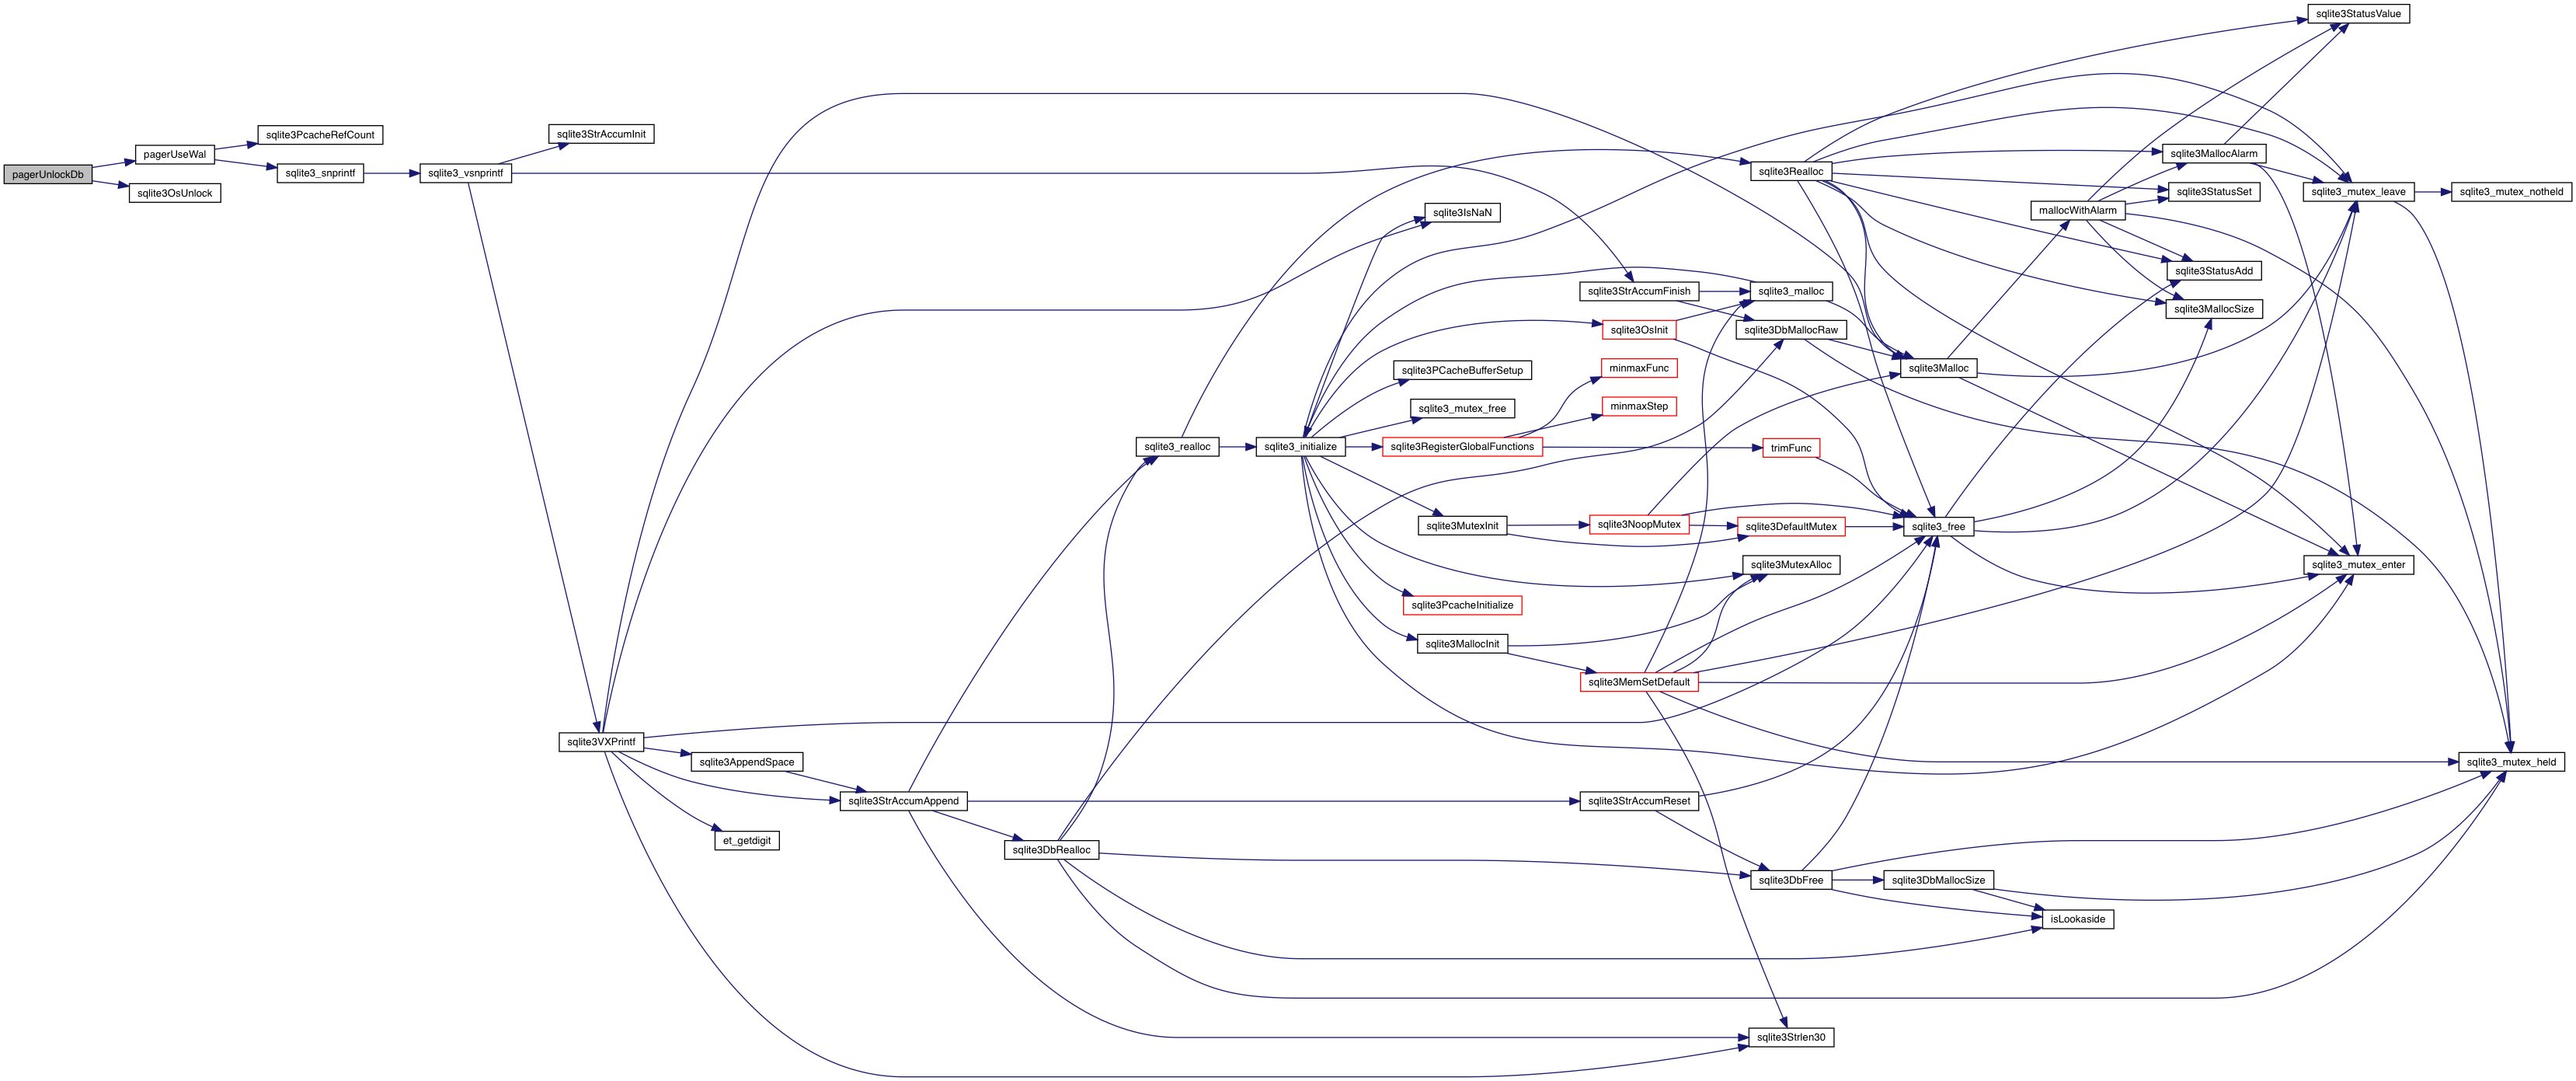 pagerUnlockDb
pagerUseWal
sqlite3OsUnlock
sqlite3PcacheRefCount
sqlite3_snprintf
sqlite3_vsnprintf
sqlite3StrAccumInit
sqlite3VXPrintf
sqlite3AppendSpace
et_getdigit
sqlite3StrAccumAppend
sqlite3DbRealloc
sqlite3_realloc
sqlite3_initialize
sqlite3IsNaN
sqlite3PCacheBufferSetup
sqlite3_mutex_free
sqlite3RegisterGlobalFunctions
sqlite3MutexInit
sqlite3PcacheInitialize
sqlite3MallocInit
sqlite3StrAccumFinish
sqlite3OsInit
minmaxFunc
minmaxStep
sqlite3NoopMutex
sqlite3MemSetDefault
sqlite3StrAccumReset
sqlite3Realloc
sqlite3_malloc
sqlite3DbMallocRaw
trimFunc
sqlite3DefaultMutex
sqlite3MutexAlloc
sqlite3DbFree
sqlite3Strlen30
sqlite3Malloc
sqlite3_free
sqlite3DbMallocSize
mallocWithAlarm
isLookaside
sqlite3MallocAlarm
sqlite3StatusSet
sqlite3StatusAdd
sqlite3MallocSize
sqlite3StatusValue
sqlite3_mutex_leave
sqlite3_mutex_enter
sqlite3_mutex_notheld
sqlite3_mutex_held